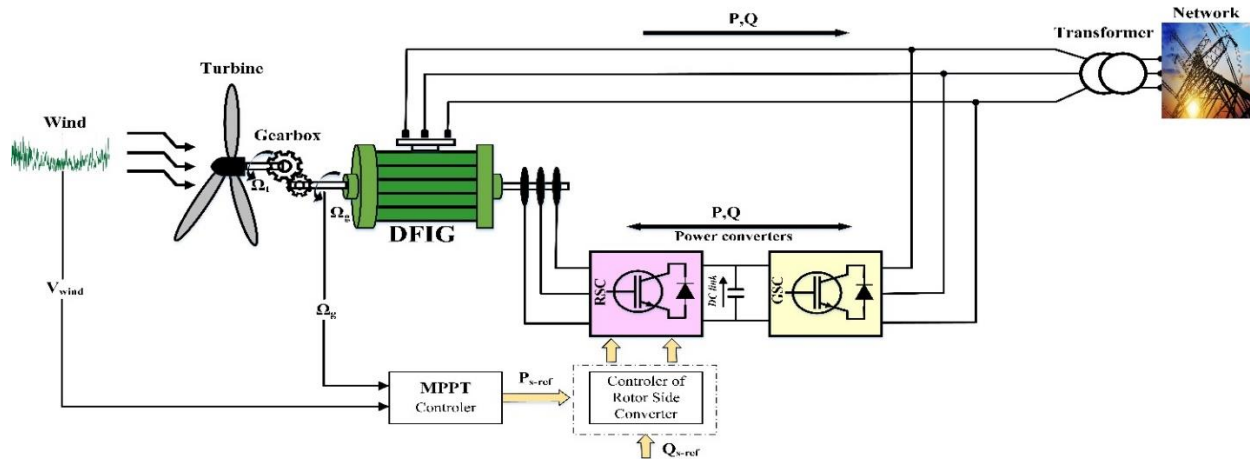 P,Q
Network
Transformer
Turbine
Wind
Gearbox
Ωt
Ωg
DFIG
P,Q
Power converters
RSC
DC link
GSC
Vwind
Ωg
MPPT
Controler
Ps-ref
Controler of
Rotor Side
Converter
Qs-ref